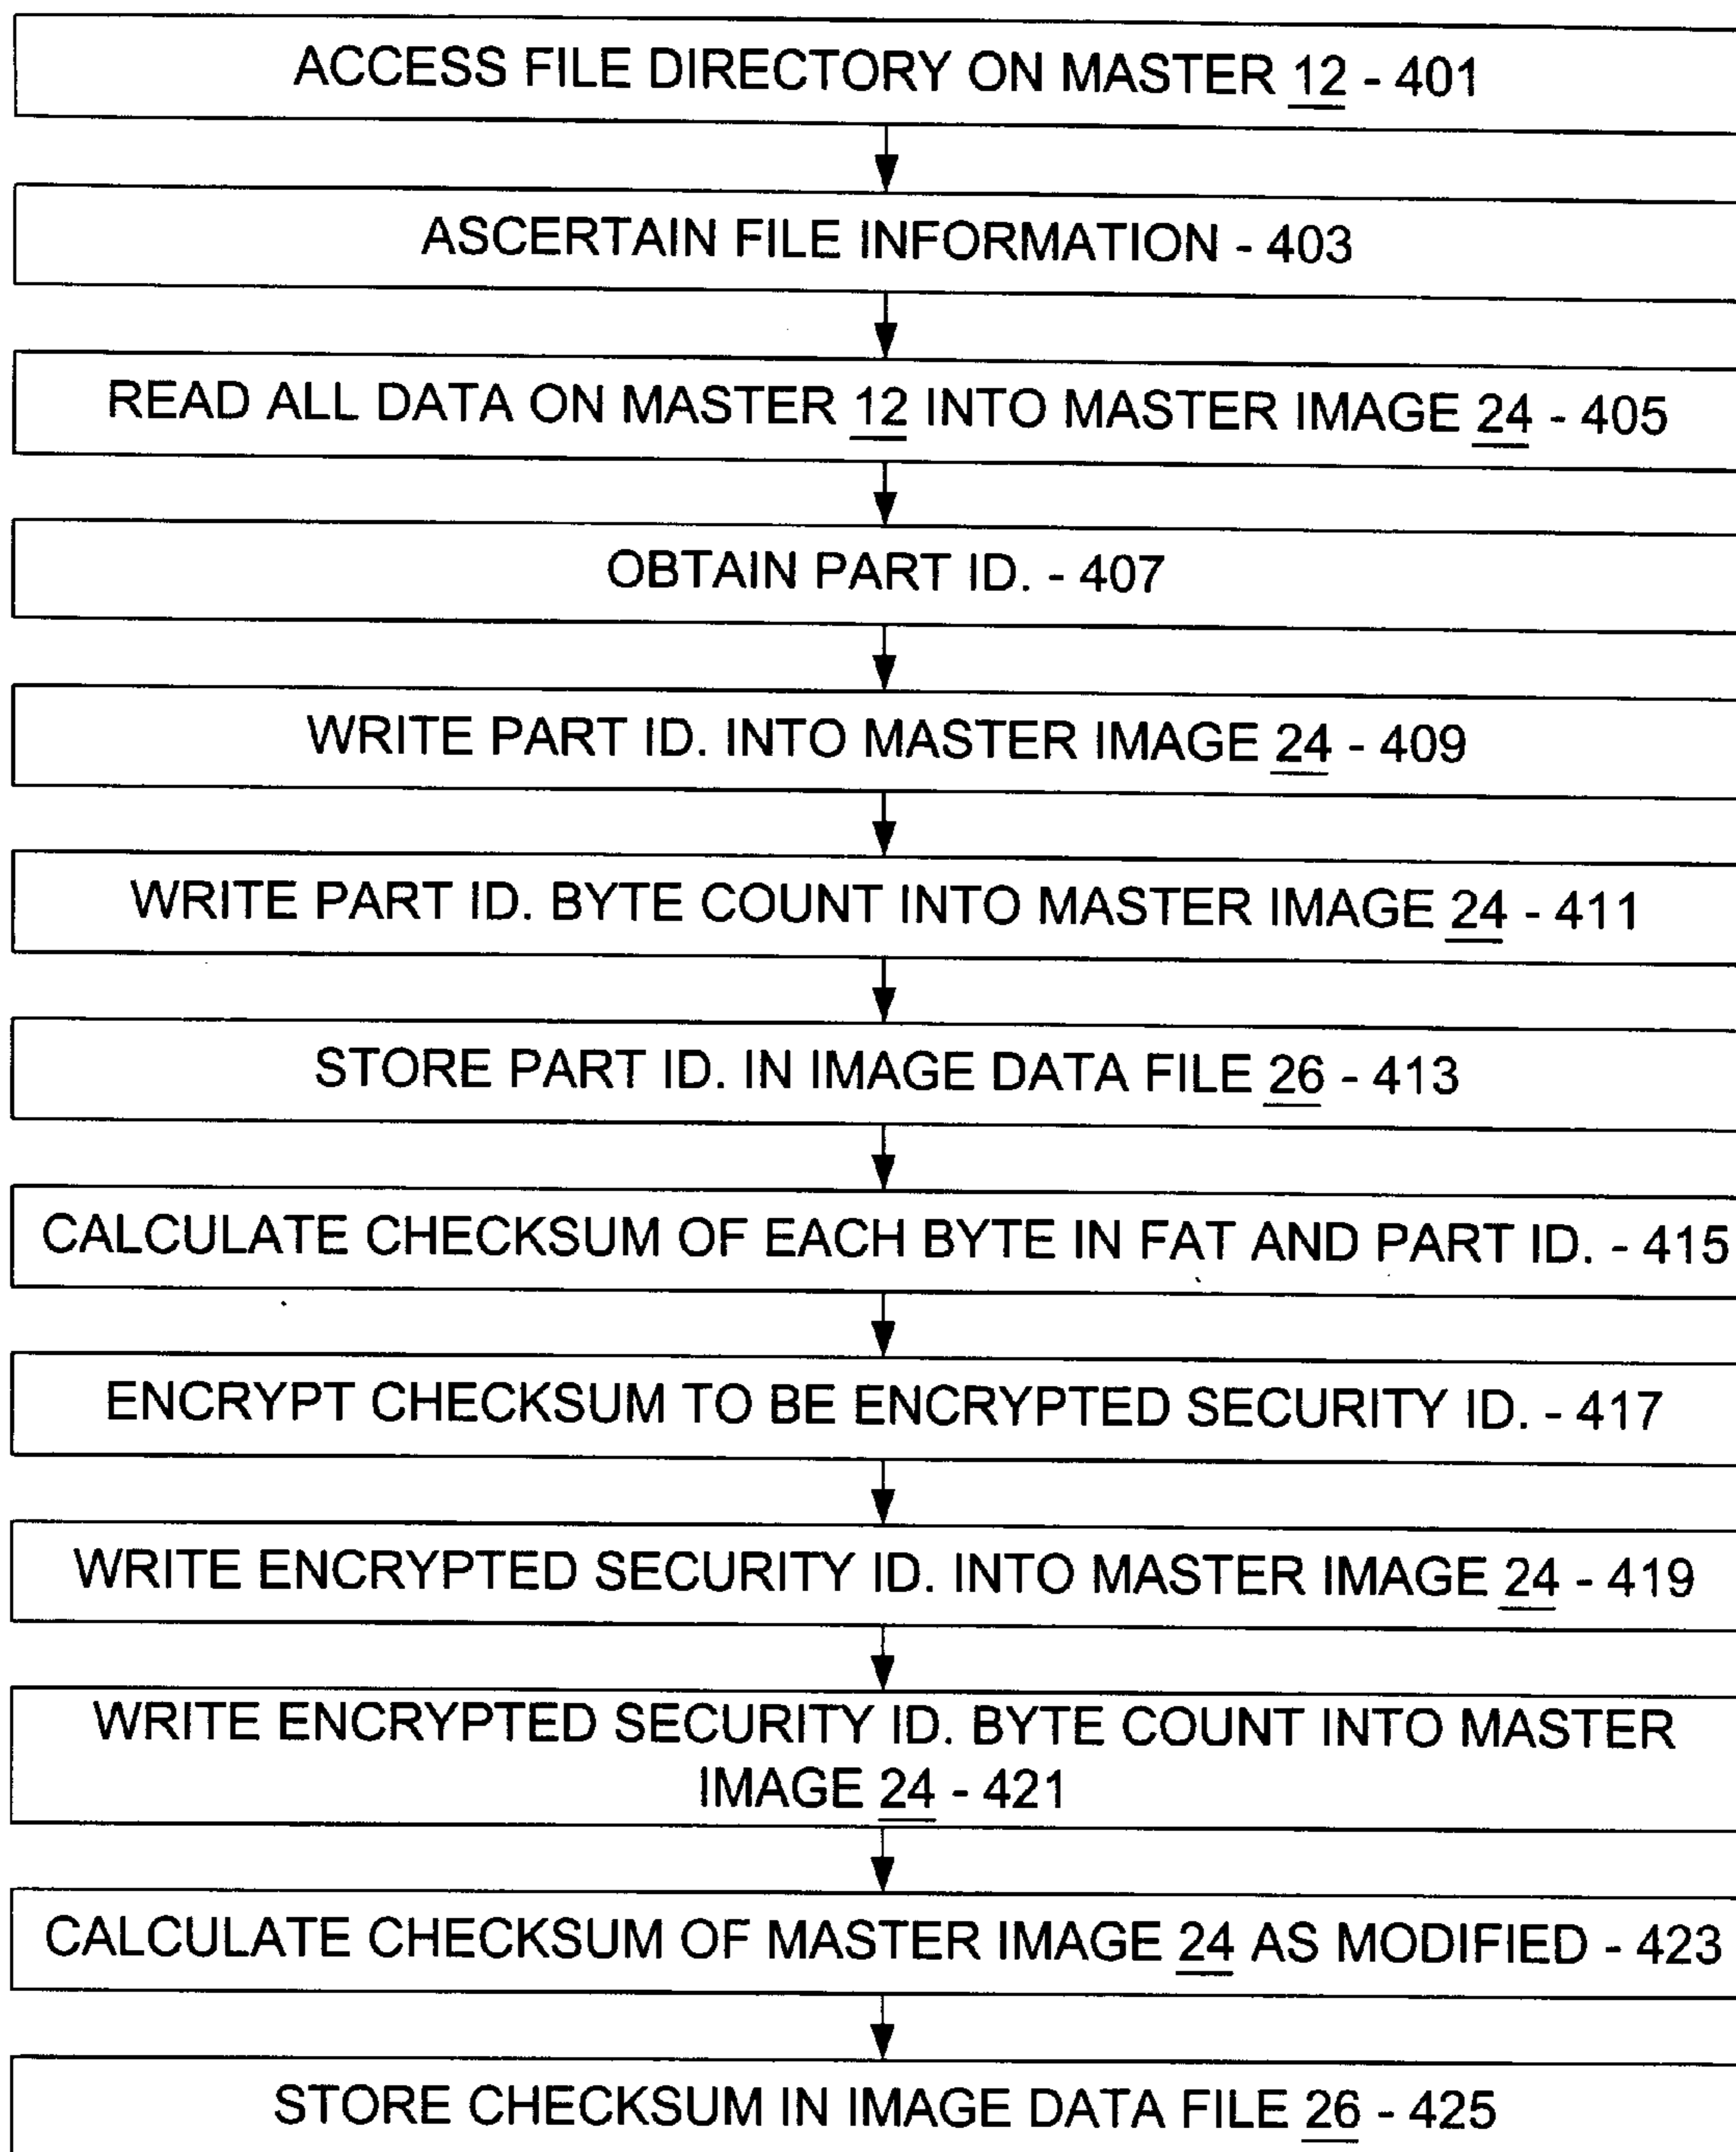 ACCESS FILE DIRECTORY ON MASTER 12 - 401
ASCERTAIN FILE INFORMATION - 403
READ ALL DATA ON MASTER 12 INTO MASTER IMAGE 24 - 405
OBTAIN PART ID. - 407
WRITE PART ID. INTO MASTER IMAGE 24 - 409
WRITE PART ID. BYTE COUNT INTO MASTER IMAGE 24 - 411
STORE PART ID. IN IMAGE DATA FILE 26 - 413
CALCULATE CHECKSUM OF EACH BYTE IN FAT AND PART ID. - 415
ENCRYPT CHECKSUM TO BE ENCRYPTED SECURITY ID. - 417
WRITE ENCRYPTED SECURITY ID. INTO MASTER IMAGE 24 - 419
WRITE ENCRYPTED SECURITY ID. BYTE COUNT INTO MASTER
IMAGE 24 - 421
CALCULATE CHECKSUM OF MASTER IMAGE 24 AS MODIFIED - 423
STORE CHECKSUM IN IMAGE DATA FILE 26 - 425